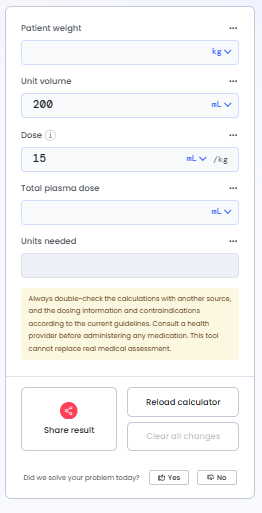 Patient weight
kg
Unit volume
200 mL
Dose
15 mL /kg
Total plasma dose
mL
Units needed
Always double-check the calculations with another source,
and the dosing information and contraindications
according to the current guidelines. Consult a health
provider before administering any medication. This tool
cannot replace real medical assessment.
Share result
Reload calculator
Clear all changes
Did we solve your problem today? Yes No